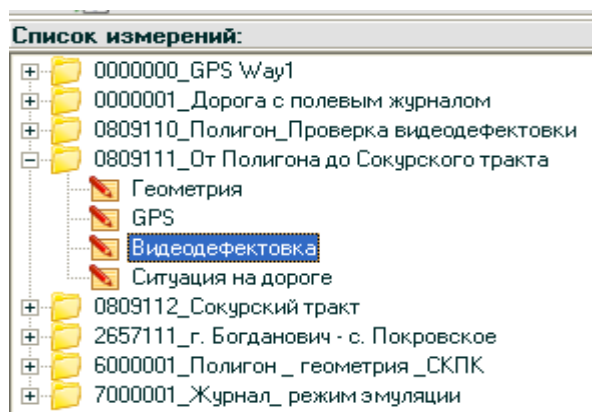 Список измерений:
0000000_GPS Way1
0000001_Дорога с полевым журналом
0809110_Полигон_Проверка видеодефектовки
0809111_От Полигона до Сокурского тракта
Геометрия
GPS
Видеодефектовка
Ситуация на дороге
0809112_Сокурский тракт
2657111_г. Богданович - с. Покровское
6000001_Полигон _ геометрия _СКПК
7000001_Журнал_ режим эмуляции